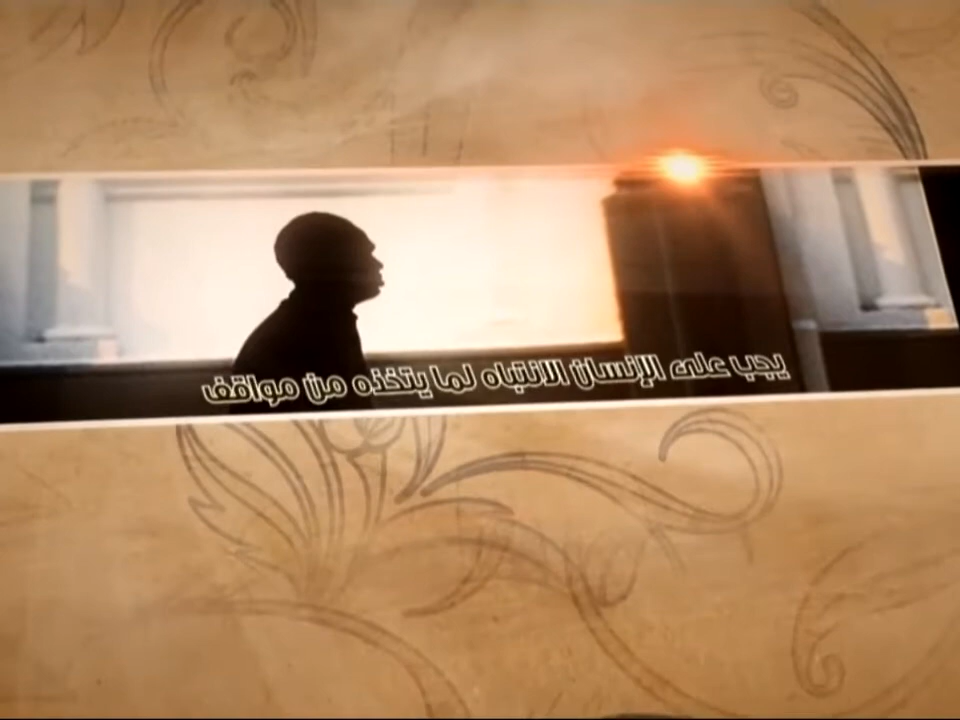 يجب على الإنسان الانتباه لما يتخذه من مواقف